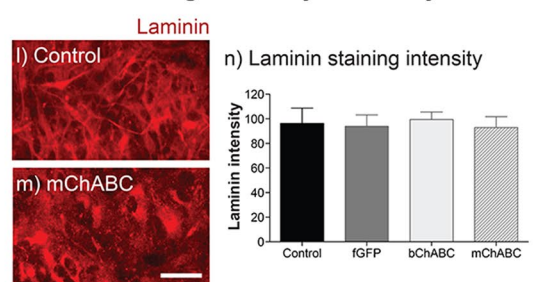 Laminin
l) Control
m) mChABC
n) Laminin staining intensity
Laminin intensity
120
100
80
60
40
20
0
Control fGFP bChABC mChABC